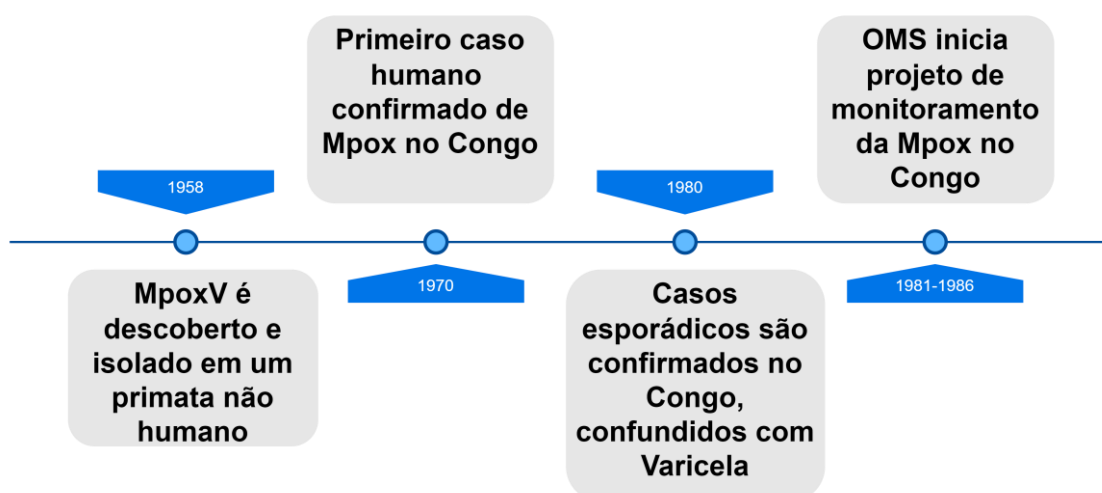 1958
MpoxV é
descoberto e
isolado em um
primata não
humano
Primeiro caso
humano
confirmado de
Mpox no Congo
1970
1980
Casos
esporádicos são
confirmados no
Congo,
confundidos com
Varicela
OMS inicia
projeto de
monitoramento
da Mpox no
Congo
1981-1986